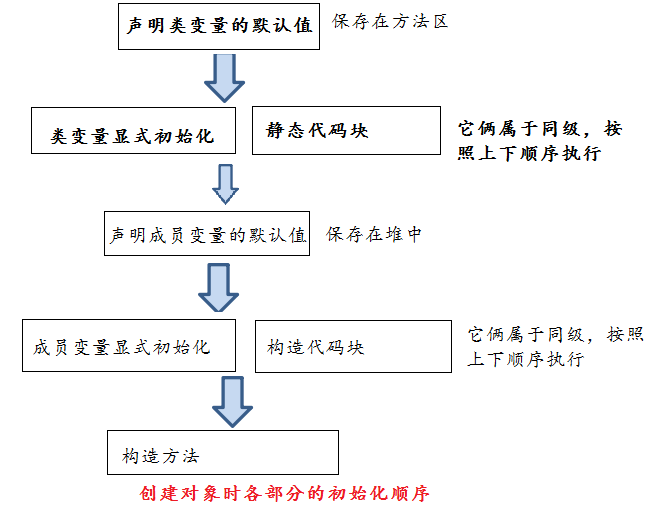 声明类变量的默认值
保存在方法区
类变量显式初始化
静态代码块
它俩属于同级，按
照上下顺序执行
声明成员变量的默认值
保存在堆中
成员变量显式初始化
构造代码块
它俩属于同级，按照
上下顺序执行
构造方法
创建对象时各部分的初始化顺序